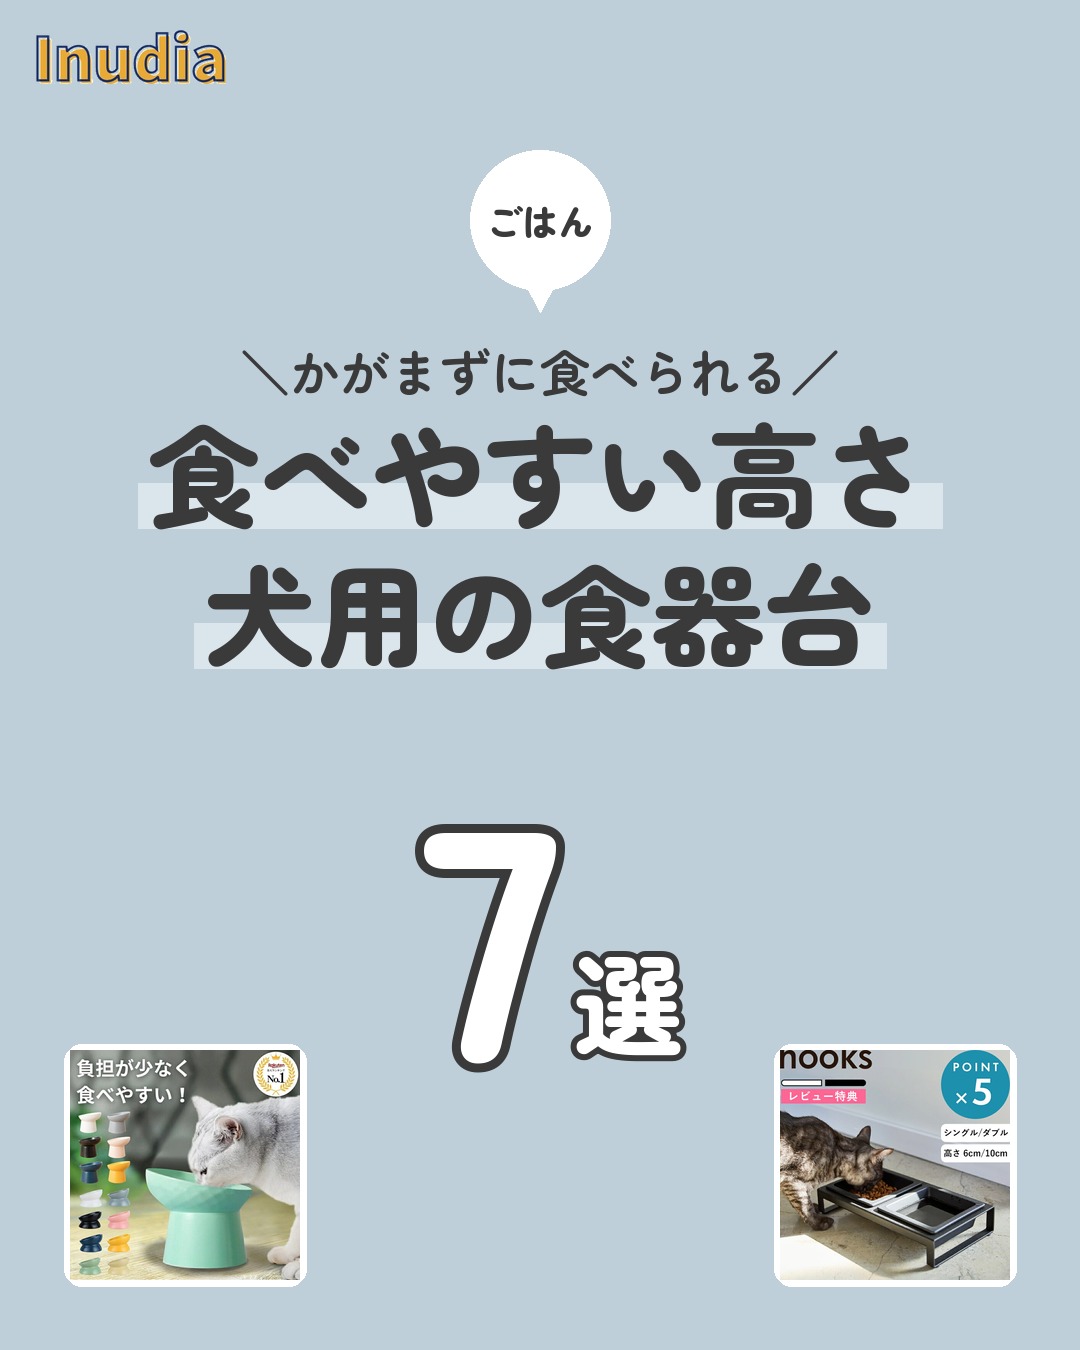 Inudia
ごはん
＼かがまずに食べられる／
食べやすい高さ
犬用の食器台
7選
負担が少なく
食べやすい！
Rakuten
No.1
nooks
レビュー特典
POINT
×5
シングル/ダブル
高さ 6cm/10cm